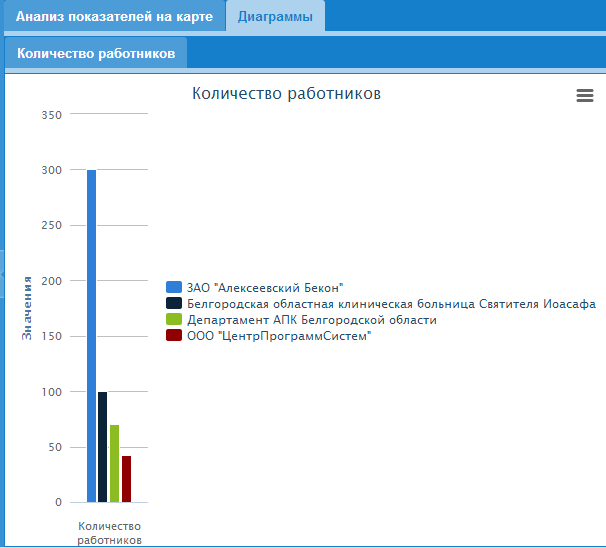 Анализ показателей на карте
Диаграммы
Количество работников
Количество работников
350
300
250
200
150
100
50
0
Значения
Количество
работников
ЗАО "Алексеевский Бекон"
Белгородская областная клиническая больница Святителя Иоасафа
Департамент АПК Белгородской области
ООО "ЦентрПрограммСистем"